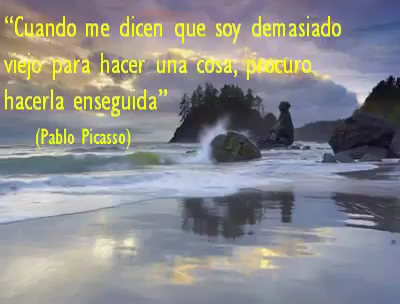 “Cuando me dicen que soy demasiado
viejo para hacer una cosa, procuro
hacerla enseguida”
(Pablo Picasso)